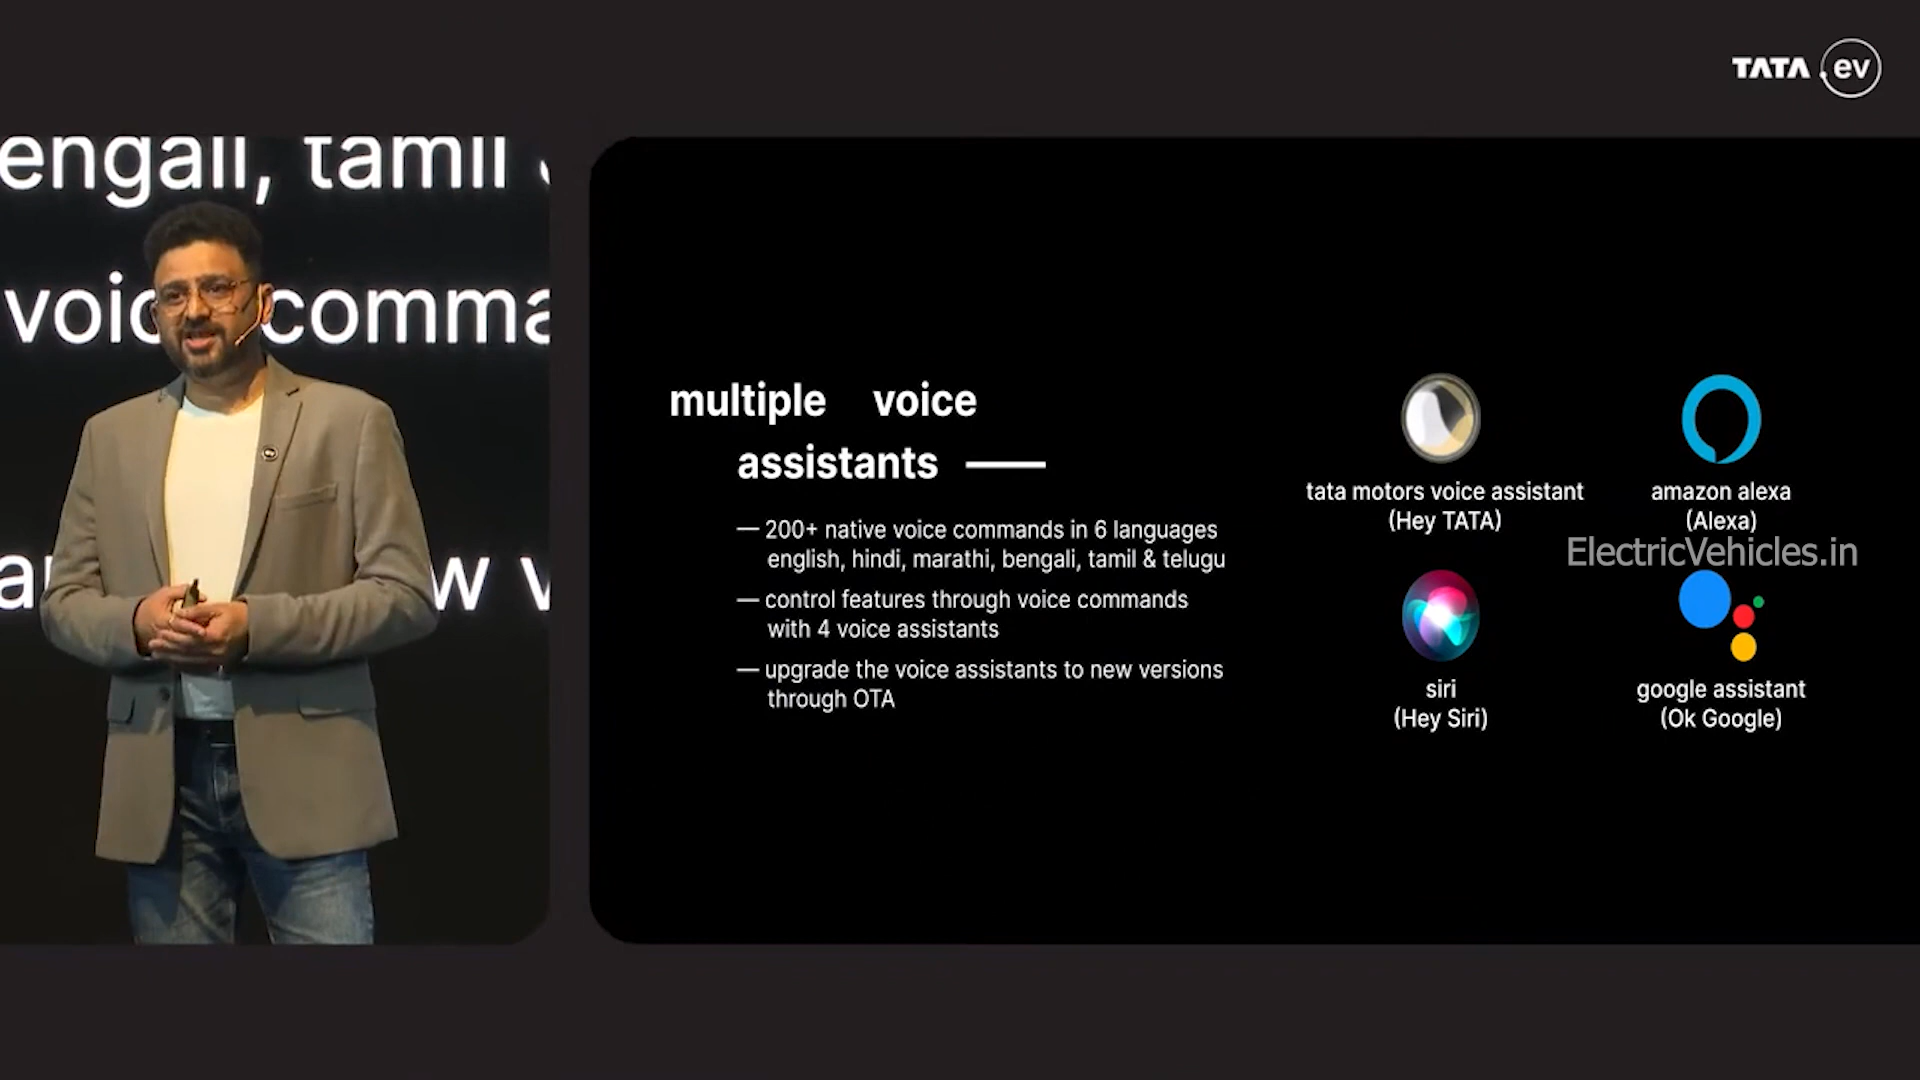 TATA .ev
engali, tamil
voic comma
w v
multiple voice
assistants —
— 200+ native voice commands in 6 languages
english, hindi, marathi, bengali, tamil & telugu
— control features through voice commands
with 4 voice assistants
— upgrade the voice assistants to new versions
through OTA
tata motors voice assistant
(Hey TATA)
amazon alexa
(Alexa)
ElectricVehicles.in
siri
(Hey Siri)
google assistant
(Ok Google)